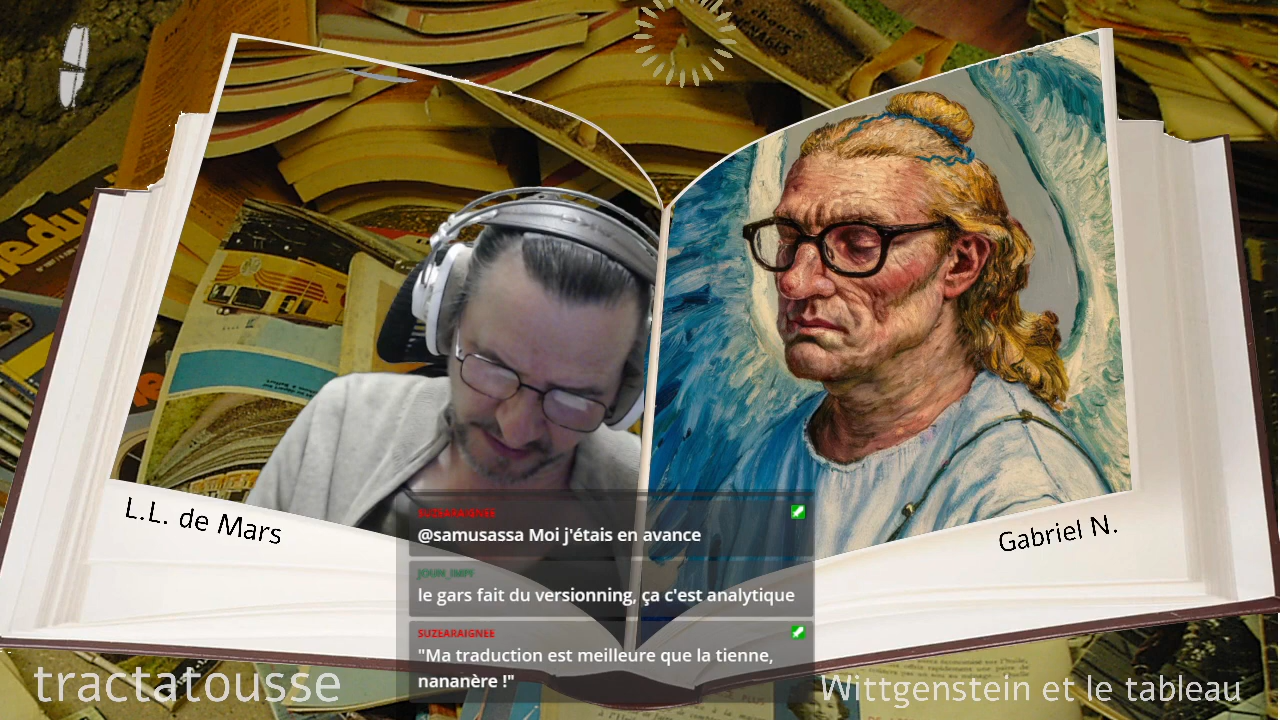 L.L. de Mars
Gabriel N.
SUZEARAIGNEE
@samusassa Moi j'étais en avance
JOUIN_IMPF
le gars fait du versionning, ça c'est analytique
SUZEARAIGNEE
"Ma traduction est meilleure que la tienne,
nananère !"
tractatousse
Wittgenstein et le tableau